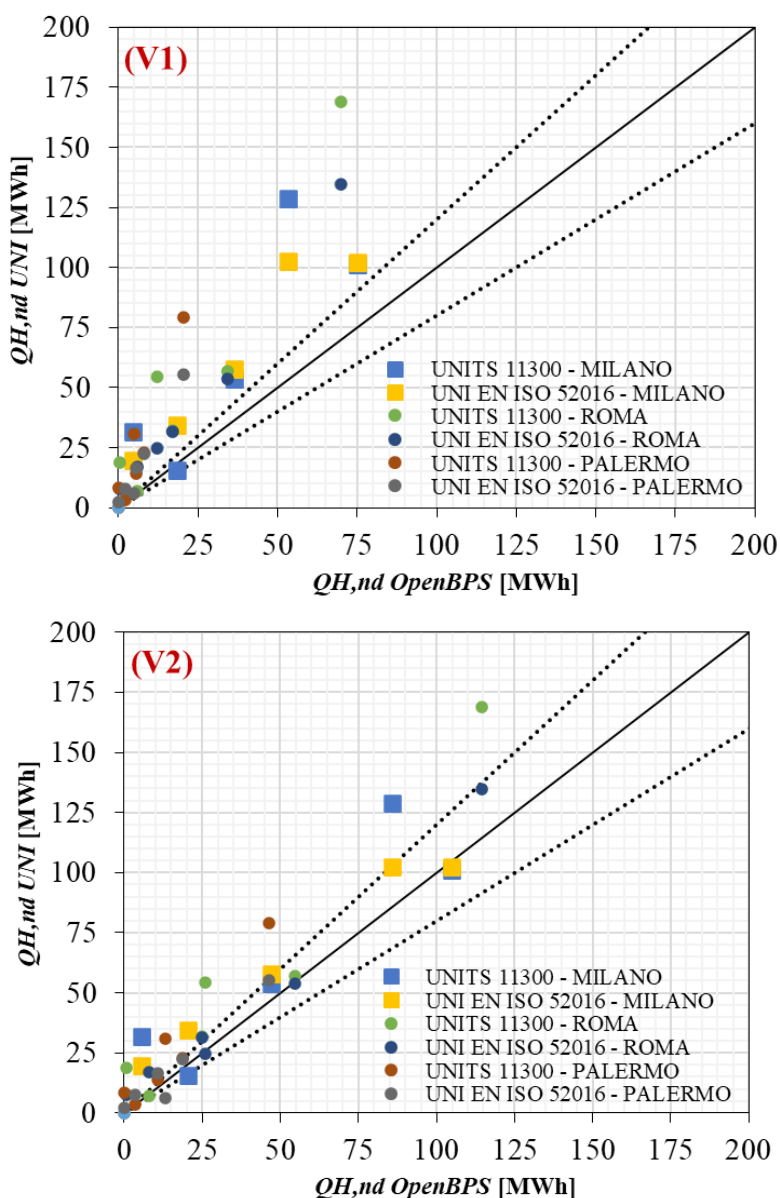 (V1)
200
175
150
125
100
75
50
25
0
QH,nd UNI [MWh]
UNITS 11300 - MILANO
UNI EN ISO 52016 - MILANO
UNITS 11300 - ROMA
UNI EN ISO 52016 - ROMA
UNITS 11300 - PALERMO
UNI EN ISO 52016 - PALERMO
0 25 50 75 100 125 150 175 200
QH,nd OpenBPS [MWh]
(V2)
200
175
150
125
100
75
50
25
0
QH,nd UNI [MWh]
UNITS 11300 - MILANO
UNI EN ISO 52016 - MILANO
UNITS 11300 - ROMA
UNI EN ISO 52016 - ROMA
UNITS 11300 - PALERMO
UNI EN ISO 52016 - PALERMO
0 25 50 75 100 125 150 175 200
QH,nd OpenBPS [MWh]